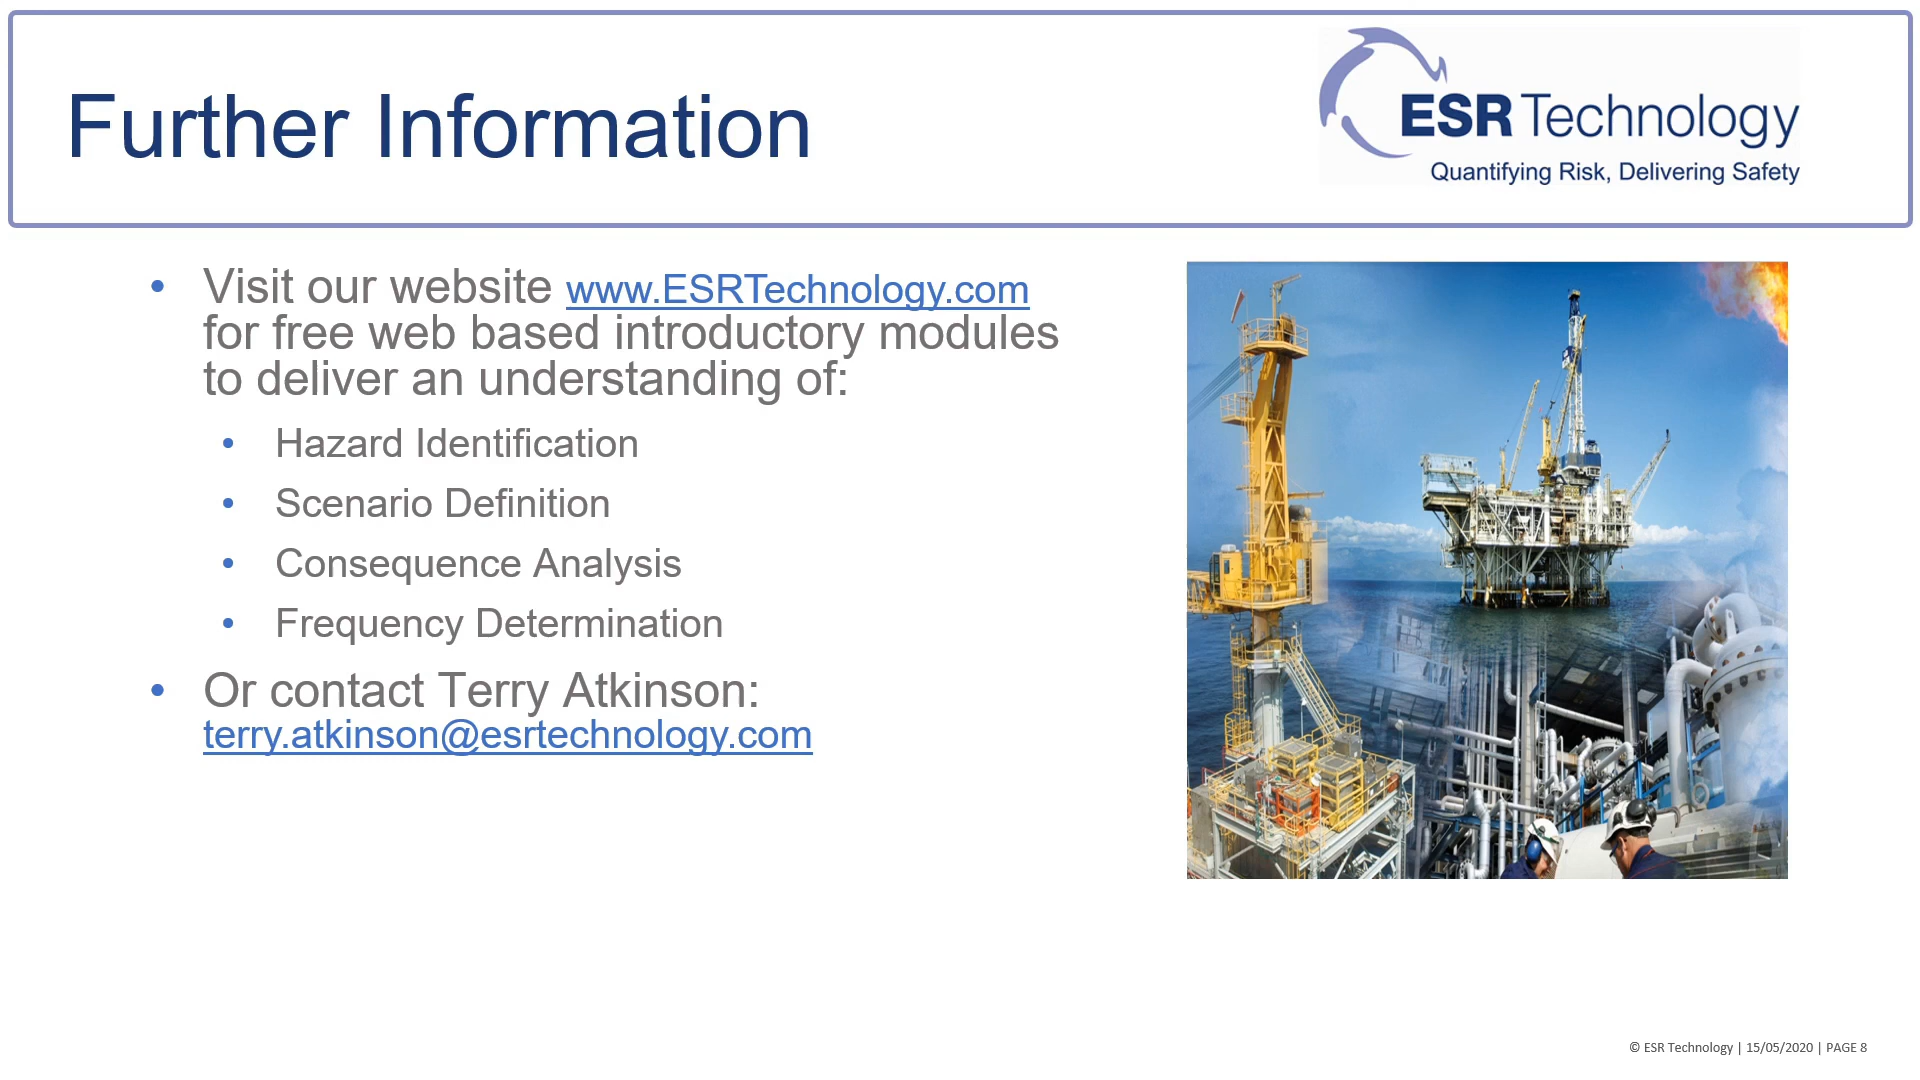 Further Information
ESR Technology
Quantifying Risk, Delivering Safety
• Visit our website www.ESRTechnology.com
for free web based introductory modules
to deliver an understanding of:
• Hazard Identification
• Scenario Definition
• Consequence Analysis
• Frequency Determination
• Or contact Terry Atkinson:
terry.atkinson@esrtechnology.com
© ESR Technology | 15/05/2020 | PAGE 8